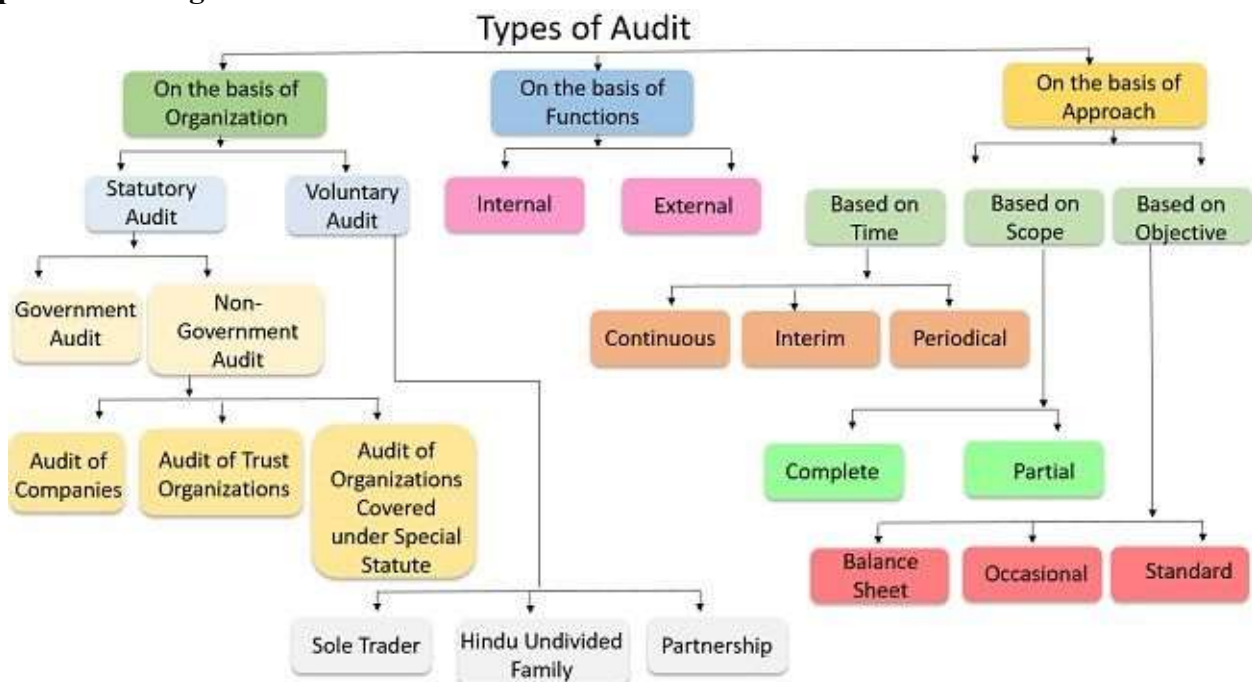 Types of Audit
On the basis of
Organization
On the basis of
Functions
On the basis of
Approach
Statutory
Audit
Voluntary
Audit
Internal
External
Based on
Time
Based on
Scope
Based on
Objective
Government
Audit
Non-
Government
Audit
Continuous
Interim
Periodical
Audit of
Companies
Audit of Trust
Organizations
Audit of
Organizations
Covered
under Special
Statute
Complete
Partial
Balance
Sheet
Occasional
Standard
Sole Trader
Hindu Undivided
Family
Partnership